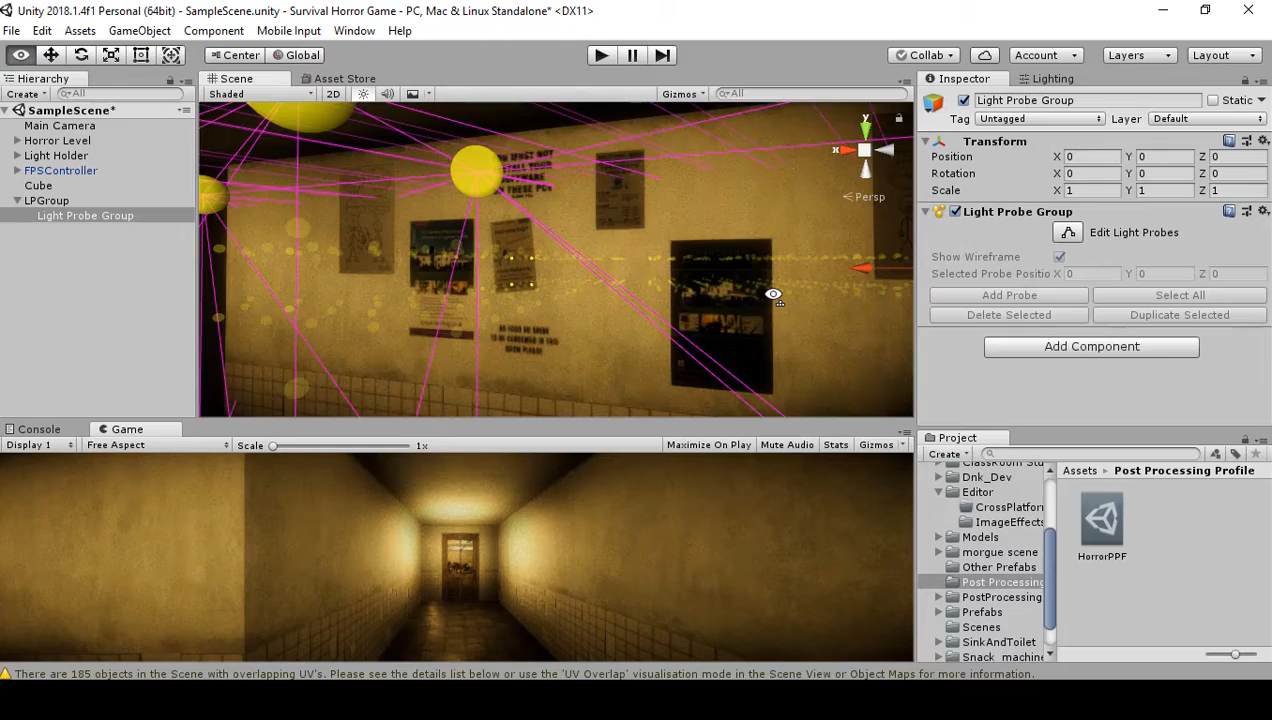 Unity 2018.1.4f1 Personal (64bit) - SampleScene.unity - Survival Horror Game - PC, Mac & Linux Standalone* <DX11>
File Edit Assets GameObject Component Mobile Input Window Help
Center Global Collab Account Layers Layout
Hierarchy
Create All
SampleScene*
Main Camera
Horror Level
Light Holder
FPSController
Cube
LPGroup
Light Probe Group
Scene Asset Store
Shaded 2D Gizmos All
y
x
Persp
Inspector Lighting
Light Probe Group Static
Tag Untagged Layer Default
Transform
Position X 0 Y 0 Z 0
Rotation X 0 Y 0 Z 0
Scale X 1 Y 1 Z 1
Light Probe Group
Edit Light Probes
Show Wireframe
Selected Probe Positio X 0 Y 0 Z 0
Add Probe Select All
Delete Selected Duplicate Selected
Add Component
Console Game
Display 1 Free Aspect Scale 1x Maximize On Play Mute Audio Stats Gizmos
Project
Create
Dnk_Dev
Editor
CrossPlatforn
ImageEffects
Models
morgue scene
Other Prefabs
Post Processing
PostProcessing
Prefabs
Scenes
SinkAndToilet
Snack_machine
Assets Post Processing Profile
HorrorPPF
There are 185 objects in the Scene with overlapping UV's. Please see the details list below or use the 'UV Overlap' visualisation mode in the Scene View or Object Maps for more information.